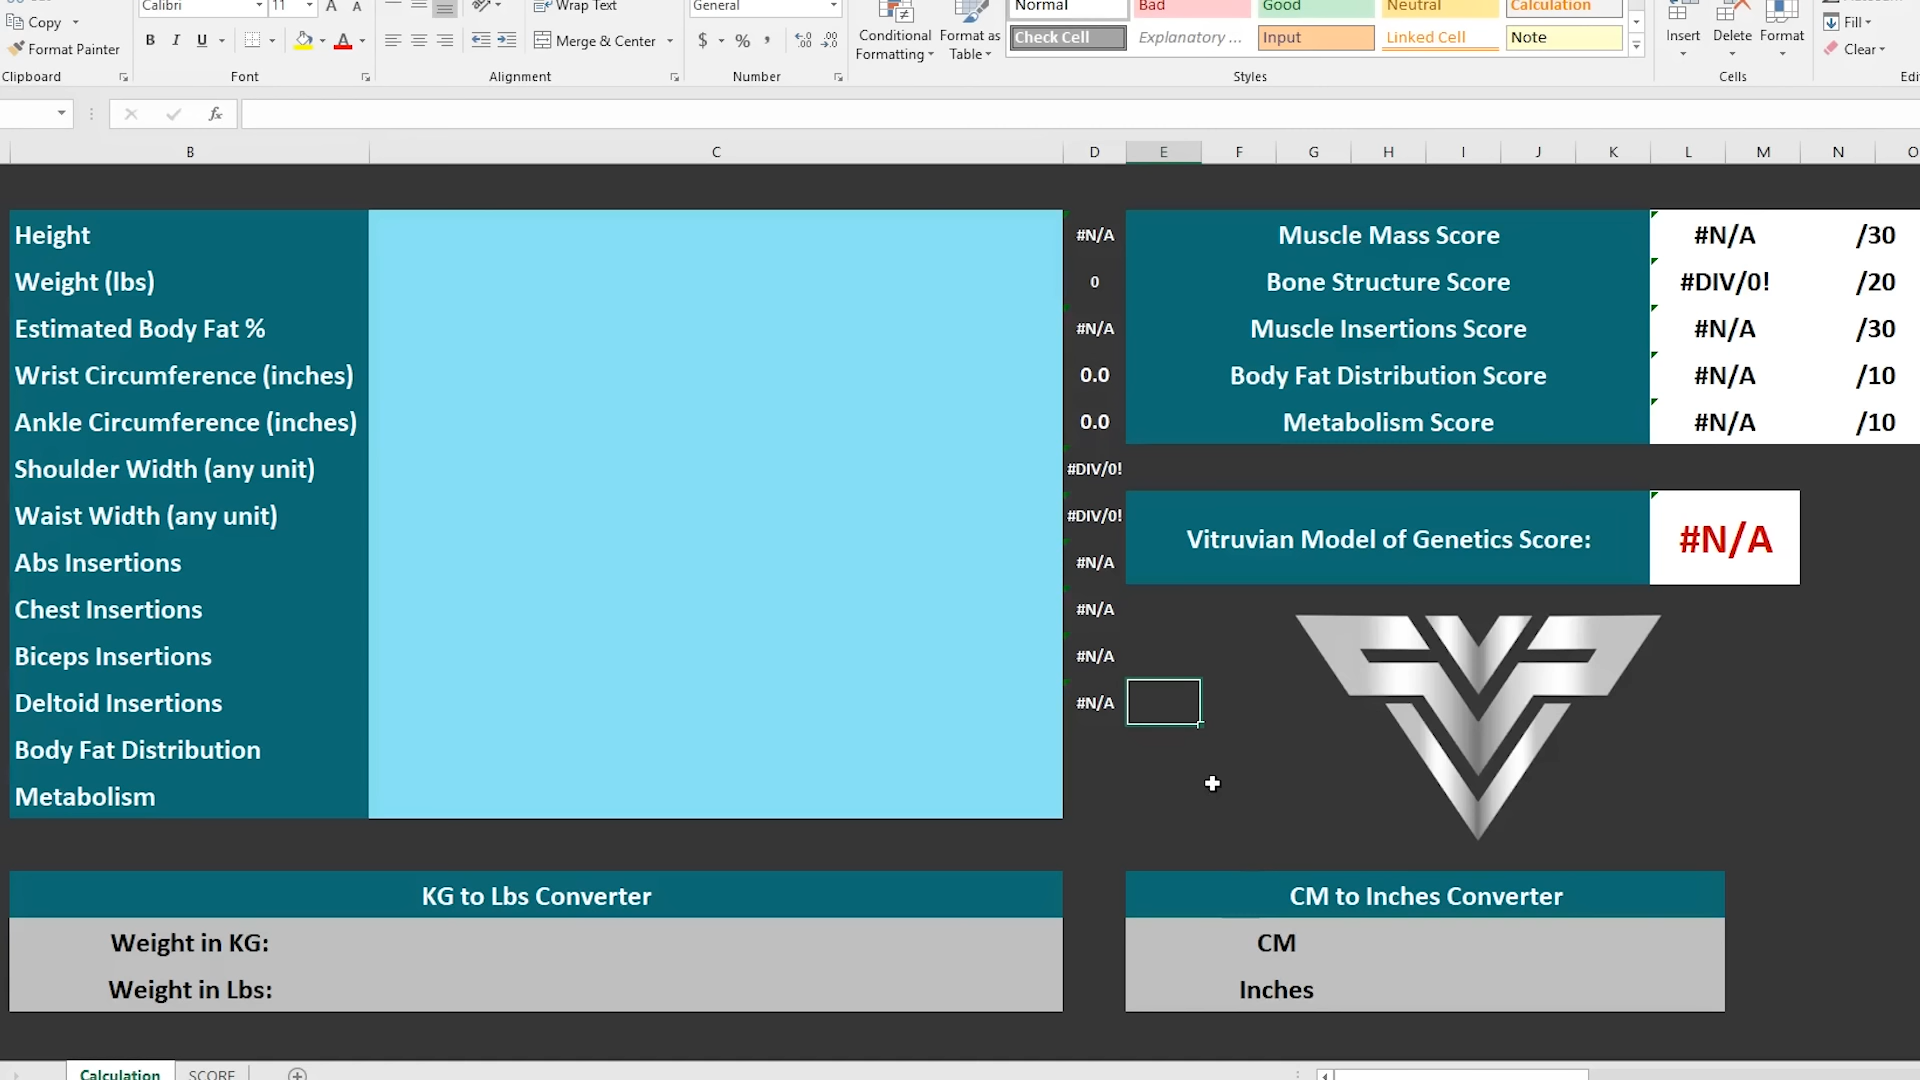 Calibri 11 A A Wrap Text General Normal Bad Good Neutral Calculation
Copy
Format Painter
B I U Merge & Center $ % , Conditional Formatting Format as Table Check Cell Explanatory ... Input Linked Cell Note Insert Delete Format Fill Clear
Clipboard Font Alignment Number Styles Cells
fx
B C D E F G H I J K L M N O
Height #N/A Muscle Mass Score #N/A /30
Weight (lbs) 0 Bone Structure Score #DIV/0! /20
Estimated Body Fat % #N/A Muscle Insertions Score #N/A /30
Wrist Circumference (inches) 0.0 Body Fat Distribution Score #N/A /10
Ankle Circumference (inches) 0.0 Metabolism Score #N/A /10
Shoulder Width (any unit) #DIV/0!
Waist Width (any unit) #DIV/0!
Vitruvian Model of Genetics Score: #N/A
Abs Insertions #N/A
Chest Insertions #N/A
Biceps Insertions #N/A
Deltoid Insertions #N/A
Body Fat Distribution
Metabolism
KG to Lbs Converter CM to Inches Converter
Weight in KG: CM
Weight in Lbs: Inches
Calculation SCORE